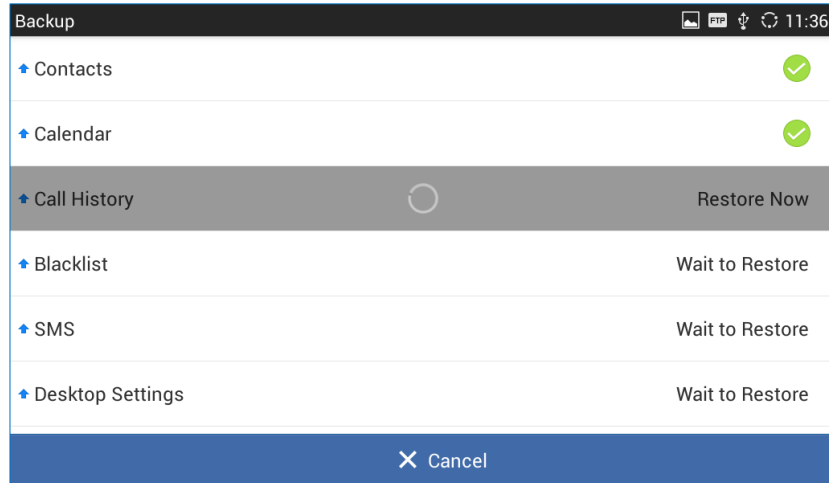 Backup FTP 11:36
Contacts
Calendar
Call History Restore Now
Blacklist Wait to Restore
SMS Wait to Restore
Desktop Settings Wait to Restore
Cancel